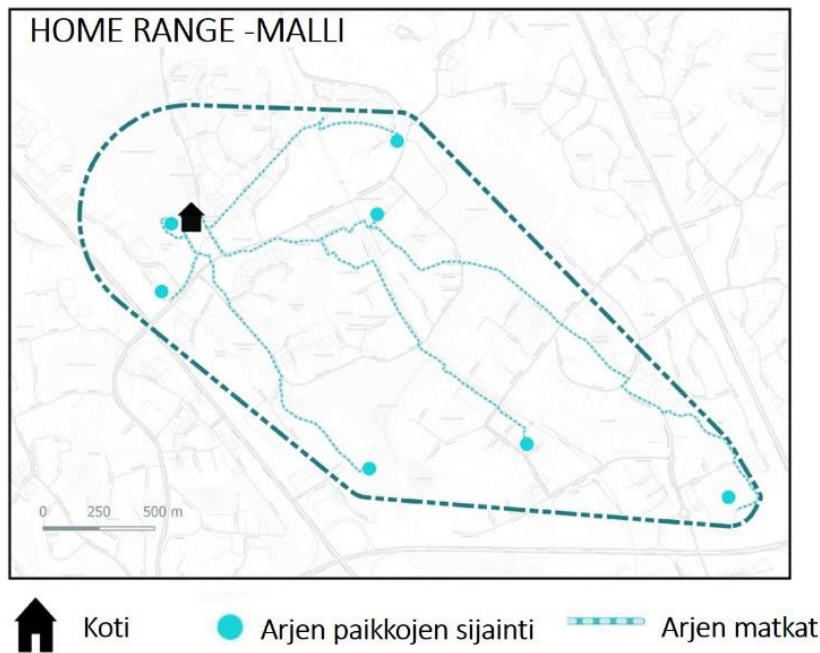 HOME RANGE -MALLI
0 250 500 m
Koti
Arjen paikkojen sijainti
Arjen matkat